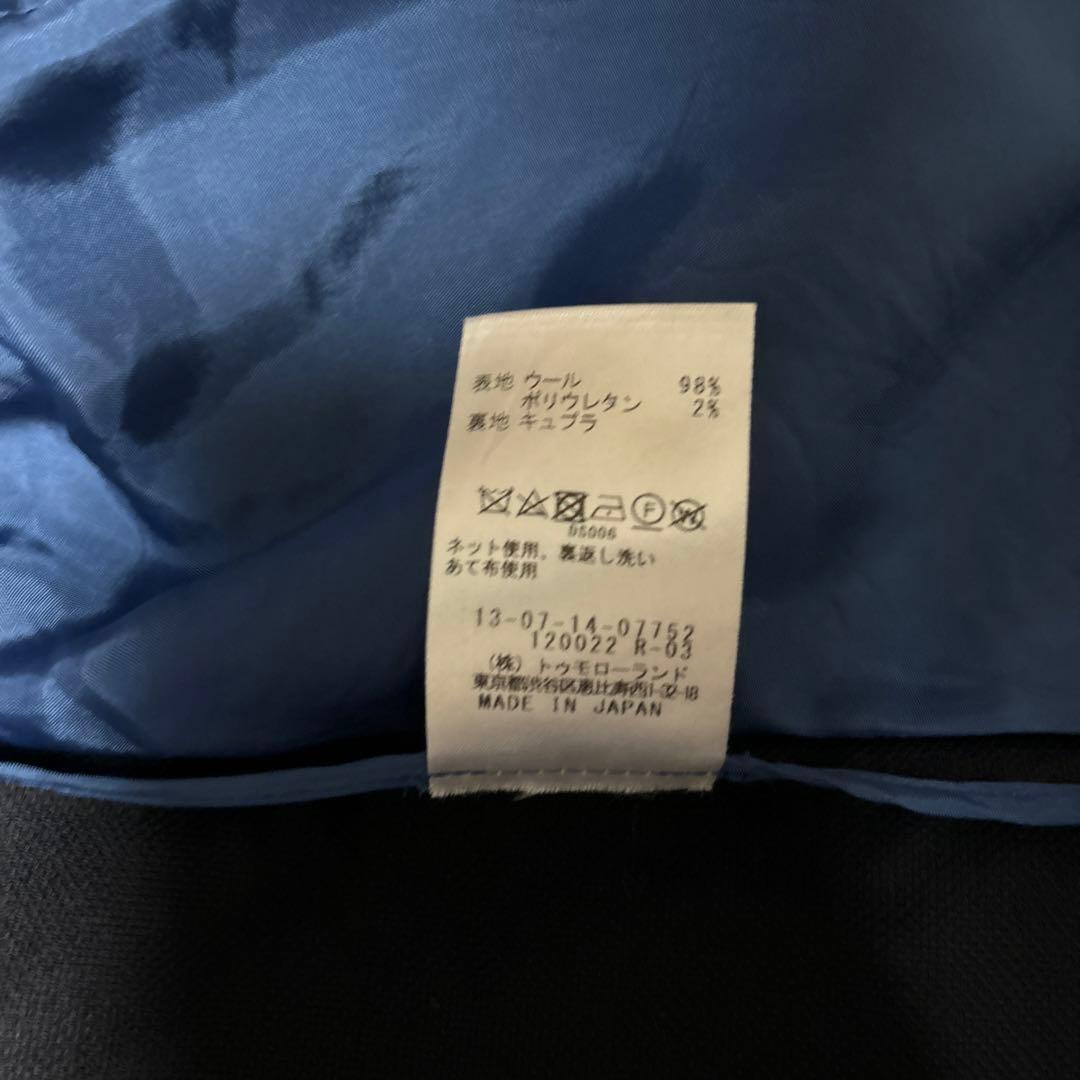 表地 ウール 98%
ポリウレタン 2%
裏地 キュプラ
F W
DS006
ネット使用、裏返し洗い
あて布使用
13-07-14-07752
120022 R-03
(株) トゥモローランド
東京都渋谷区恵比寿西1-32-18
MADE IN JAPAN